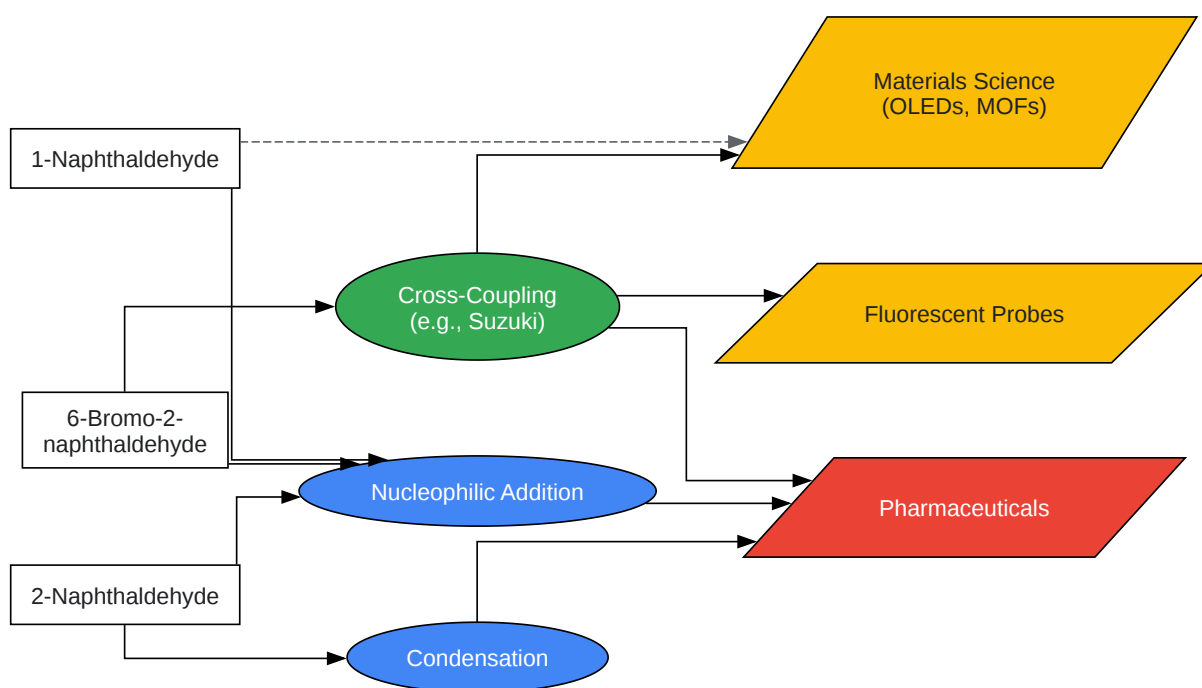 Materials Science
(OLEDs, MOFs)
1-Naphthaldehyde
Cross-Coupling
(e.g., Suzuki)
Fluorescent Probes
6-Bromo-2-
naphthaldehyde
Nucleophilic Addition
Pharmaceuticals
2-Naphthaldehyde
Condensation